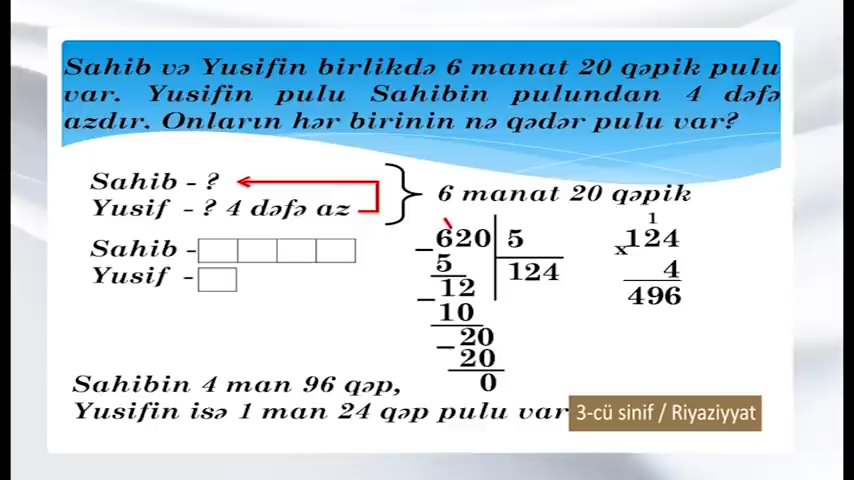 Sahib və Yusifin birlikdə 6 manat 20 qəpik pulu
var. Yusifin pulu Sahibin pulundan 4 dəfə
azdır. Onların hər birinin nə qədər pulu var?
Sahib - ?
Yusif - ? 4 dəfə az
6 manat 20 qəpik
Sahib -
Yusif -
620 5
124
5
12
10
20
20
0
1
x124
4
496
Sahibin 4 man 96 qəp,
Yusifin isə 1 man 24 qəp pulu var
3-cü sinif / Riyaziyyat